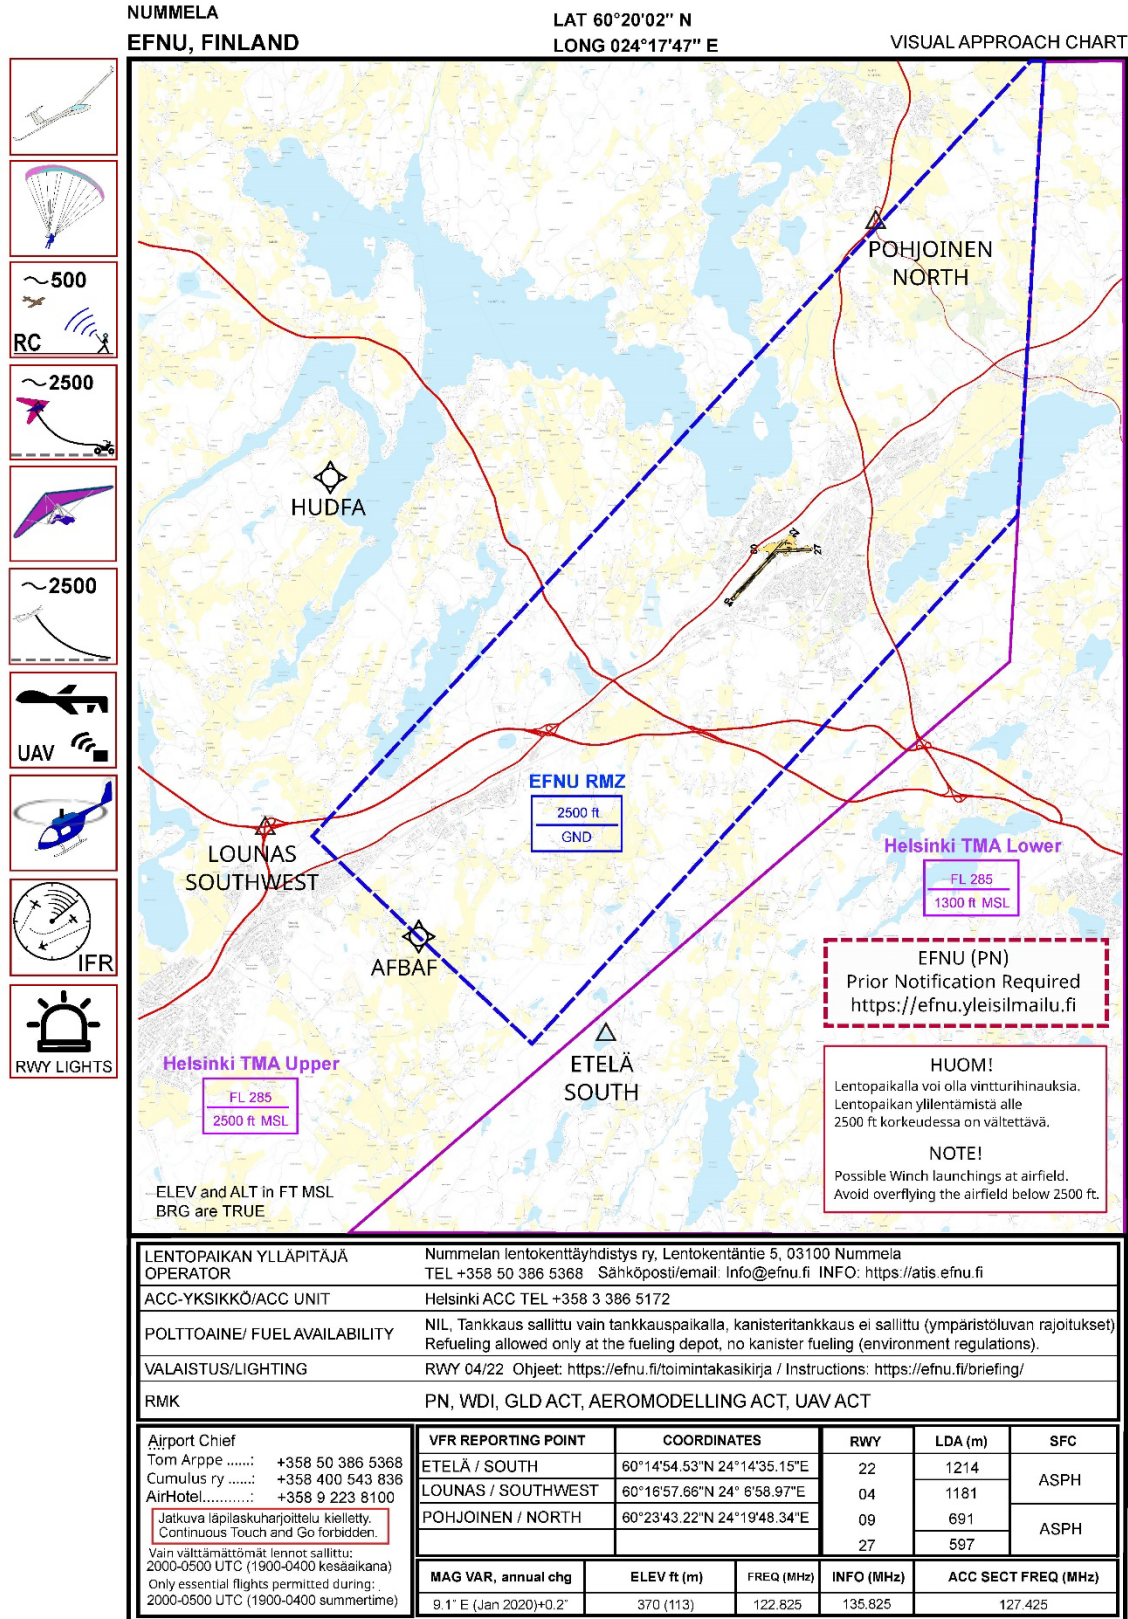 NUMMELA
EFNU, FINLAND
LAT 60°20'02" N
LONG 024°17'47" E
VISUAL APPROACH CHART
~500
RC
~2500
~2500
UAV
IFR
RWY LIGHTS
POHJOINEN
NORTH
HUDFA
22
09
27
04
EFNU RMZ
2500 ft
GND
LOUNAS
SOUTHWEST
Helsinki TMA Lower
FL 285
1300 ft MSL
AFBAF
EFNU (PN)
Prior Notification Required
https://efnu.yleisilmailu.fi
ETELÄ
SOUTH
Helsinki TMA Upper
FL 285
2500 ft MSL
HUOM!
Lentopaikalla voi olla vintturihinauksia.
Lentopaikan ylilentämistä alle
2500 ft korkeudessa on vältettävä.
NOTE!
Possible Winch launchings at airfield.
Avoid overflying the airfield below 2500 ft.
ELEV and ALT in FT MSL
BRG are TRUE
LENTOPAIKAN YLLÄPITÄJÄ
OPERATOR
Nummelan lentokenttäyhdistys ry, Lentokentäntie 5, 03100 Nummela
TEL +358 50 386 5368 Sähköposti/email: Info@efnu.fi INFO: https://atis.efnu.fi
ACC-YKSIKKÖ/ACC UNIT
Helsinki ACC TEL +358 3 386 5172
POLTTOAINE/ FUEL AVAILABILITY
NIL, Tankkaus sallittu vain tankkauspaikalla, kanisteritankkaus ei sallittu (ympäristöluvan rajoitukset)
Refueling allowed only at the fueling depot, no kanister fueling (environment regulations).
VALAISTUS/LIGHTING
RWY 04/22 Ohjeet: https://efnu.fi/toimintakasikirja / Instructions: https://efnu.fi/briefing/
RMK
PN, WDI, GLD ACT, AEROMODELLING ACT, UAV ACT
Airport Chief
Tom Arppe ......: +358 50 386 5368
Cumulus ry ......: +358 400 543 836
AirHotel...........: +358 9 223 8100
Jatkuva läpilaskuharjoittelu kielletty.
Continuous Touch and Go forbidden.
Vain välttämättömät lennot sallittu:
2000-0500 UTC (1900-0400 kesäaikana)
Only essential flights permitted during:
2000-0500 UTC (1900-0400 summertime)
VFR REPORTING POINT COORDINATES RWY LDA (m) SFC
ETELÄ / SOUTH 60°14'54.53"N 24°14'35.15"E 22 1214 ASPH
LOUNAS / SOUTHWEST 60°16'57.66"N 24° 6'58.97"E 04 1181
POHJOINEN / NORTH 60°23'43.22"N 24°19'48.34"E 09 691 ASPH
27 597
MAG VAR, annual chg ELEV ft (m) FREQ (MHz) INFO (MHz) ACC SECT FREQ (MHz)
9.1° E (Jan 2020)+0.2° 370 (113) 122.825 135.825 127.425